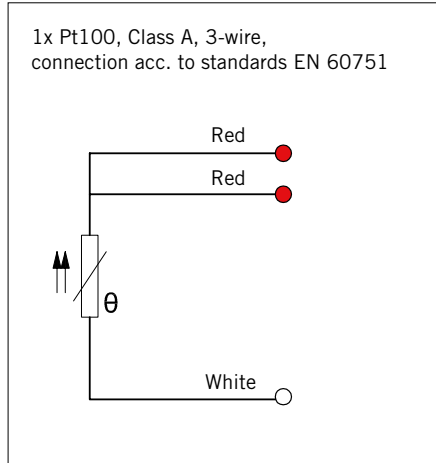 1x Pt100, Class A, 3-wire,
connection acc. to standards EN 60751
Red
Red
θ
White